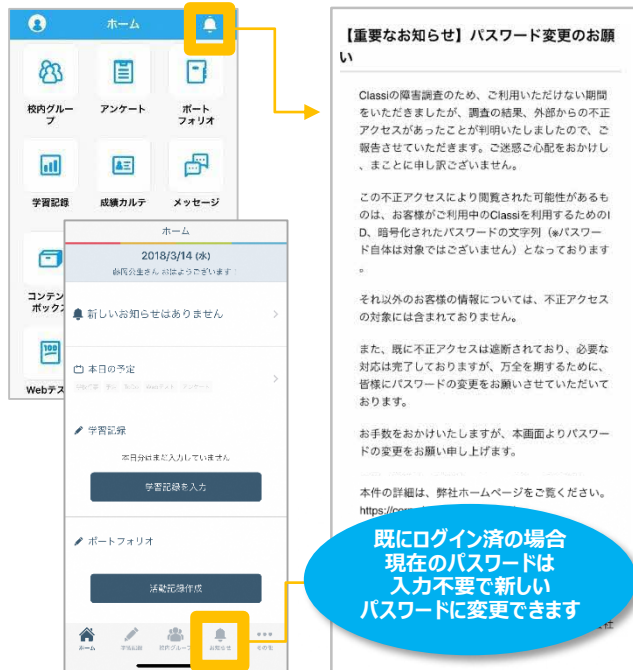 ホーム
校内グルー
プ
アンケート
ポート
フォリオ
学習記録
成績カルテ
メッセージ
コンテン
ボックス
Webテス
ホーム
2018/3/14 (水)
おはようございます！
新しいお知らせはありません
本日の予定
学習記録
本日分はまだ入力していません
学習記録を入力
ポートフォリオ
活動記録作成
ホーム
学習記録
校内グループ
お知らせ
その他
【重要なお知らせ】パスワード変更のお願
い
Classiの障害調査のため、ご利用いただけない期間
をいただきましたが、調査の結果、外部からの不正
アクセスがあったことが判明いたしましたので、ご
報告させていただきます。ご迷惑ご心配をおかけし
、まことに申し訳ございません。
この不正アクセスにより閲覧された可能性があるも
のは、お客様がご利用中のClassiを利用するためのI
D、暗号化されたパスワードの文字列（※パスワー
ド自体は対象ではございません）となっております
。
それ以外のお客様の情報については、不正アクセス
の対象には含まれておりません。
また、既に不正アクセスは遮断されており、必要な
対応は完了しておりますが、万全を期するために、
皆様にパスワードの変更をお願いさせていただいて
おります。
お手数をおかけいたしますが、本画面よりパスワー
ドの変更をお願い申し上げます。
本件の詳細は、弊社ホームページをご覧ください。
https://
既にログイン済の場合
現在のパスワードは
入力不要で新しい
パスワードに変更できます
社